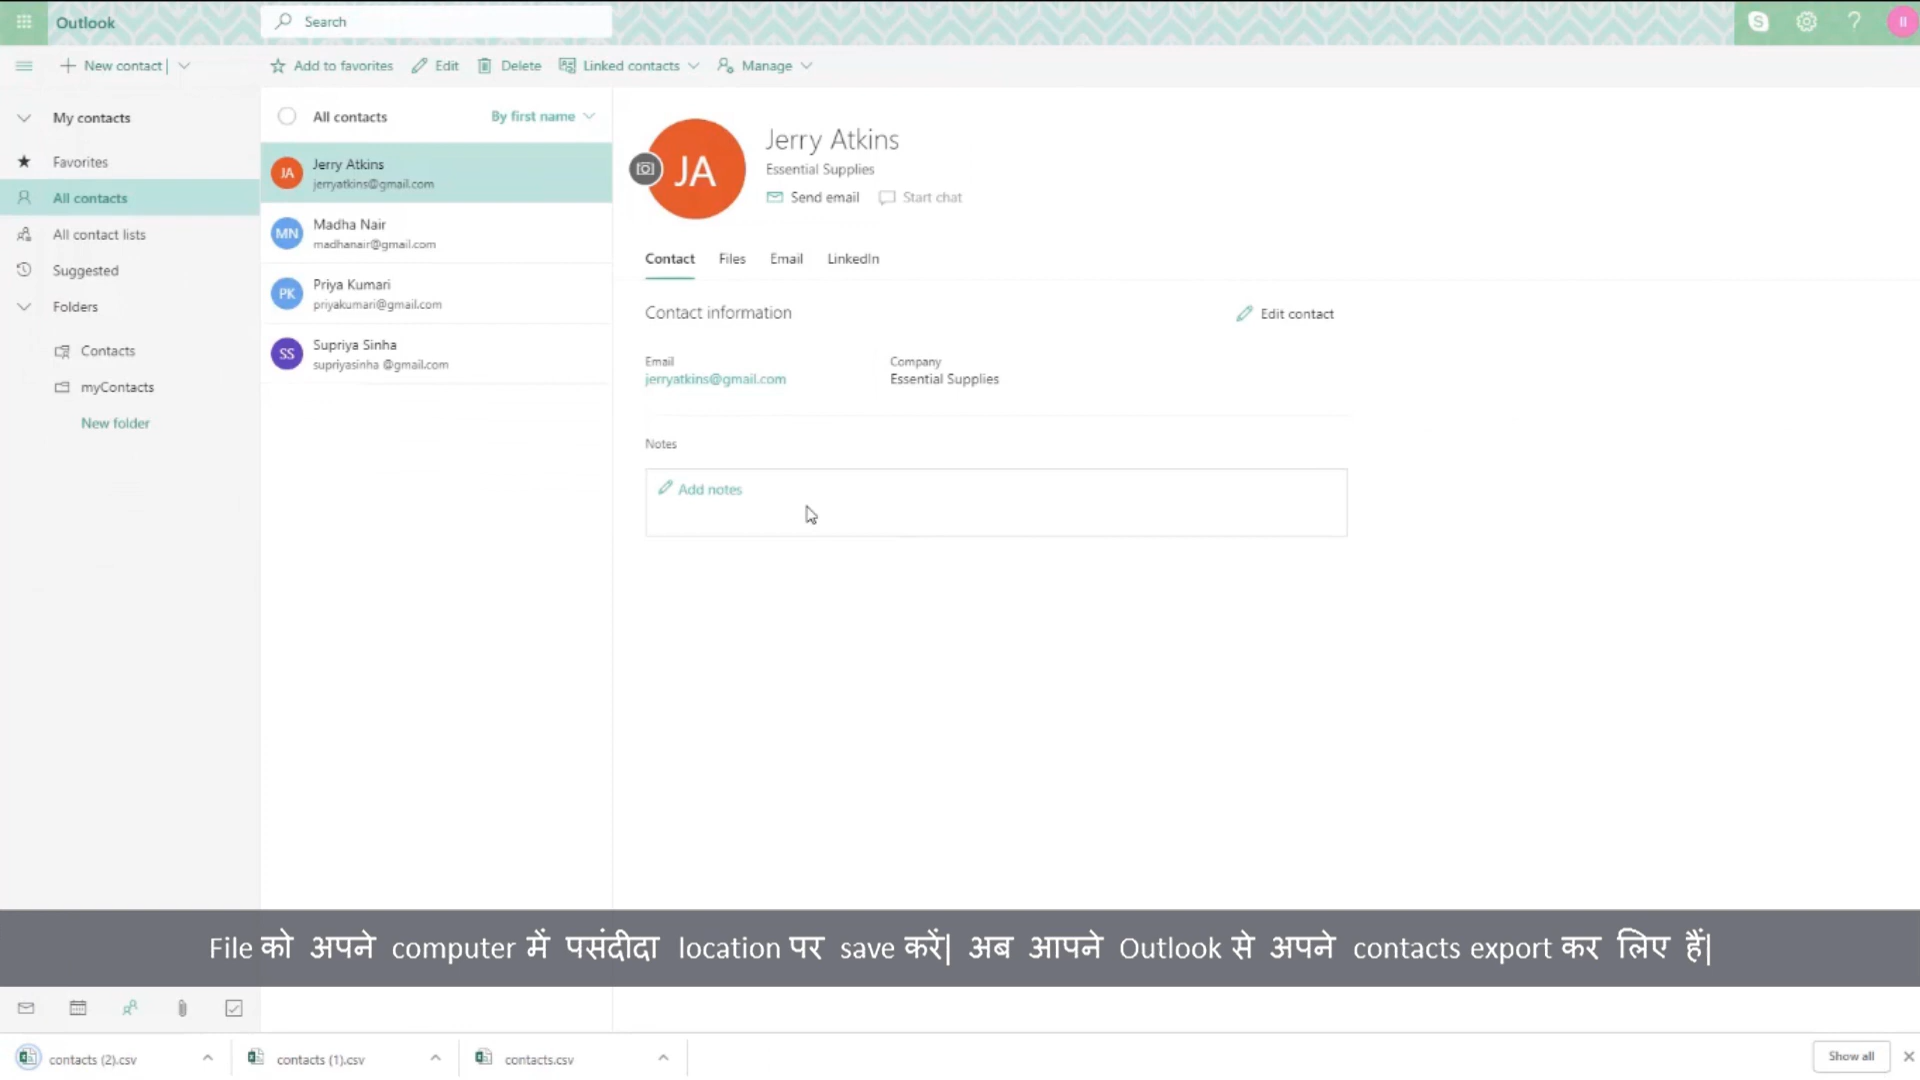 Outlook
Search
New contact
Add to favorites
Edit
Delete
Linked contacts
Manage
My contacts
Favorites
All contacts
All contact lists
Suggested
Folders
Contacts
myContacts
New folder
All contacts
By first name
JA
Jerry Atkins
jerryatkins@gmail.com
MN
Madha Nair
madhanair@gmail.com
PK
Priya Kumari
priyakumari@gmail.com
SS
Supriya Sinha
supriyasinha @gmail.com
JA
Jerry Atkins
Essential Supplies
Send email
Start chat
Contact
Files
Email
LinkedIn
Contact information
Edit contact
Email
jerryatkins@gmail.com
Company
Essential Supplies
Notes
Add notes
File को अपने computer में पसंदीदा location पर save करें| अब आपने Outlook से अपने contacts export कर लिए हैं|
contacts (2).csv
contacts (1).csv
contacts.csv
Show all